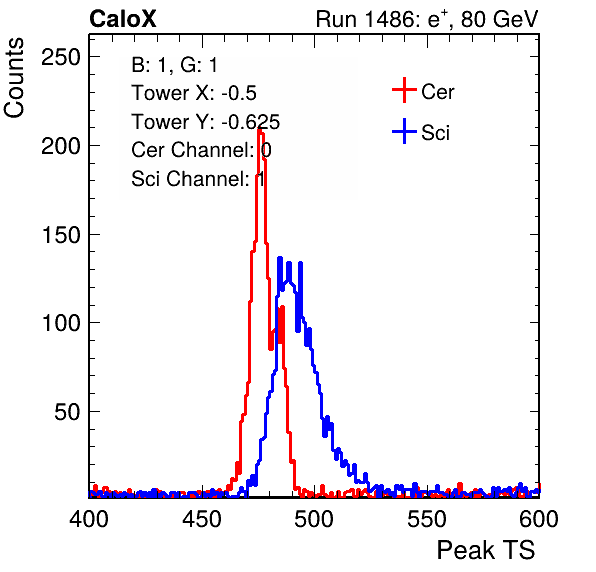 CaloX Run 1486: e⁺, 80 GeV
Counts
250
200
150
100
50
B: 1, G: 1
Tower X: -0.5
Tower Y: -0.625
Cer Channel: 0
Sci Channel: 1
Cer
Sci
400 450 500 550 600
Peak TS